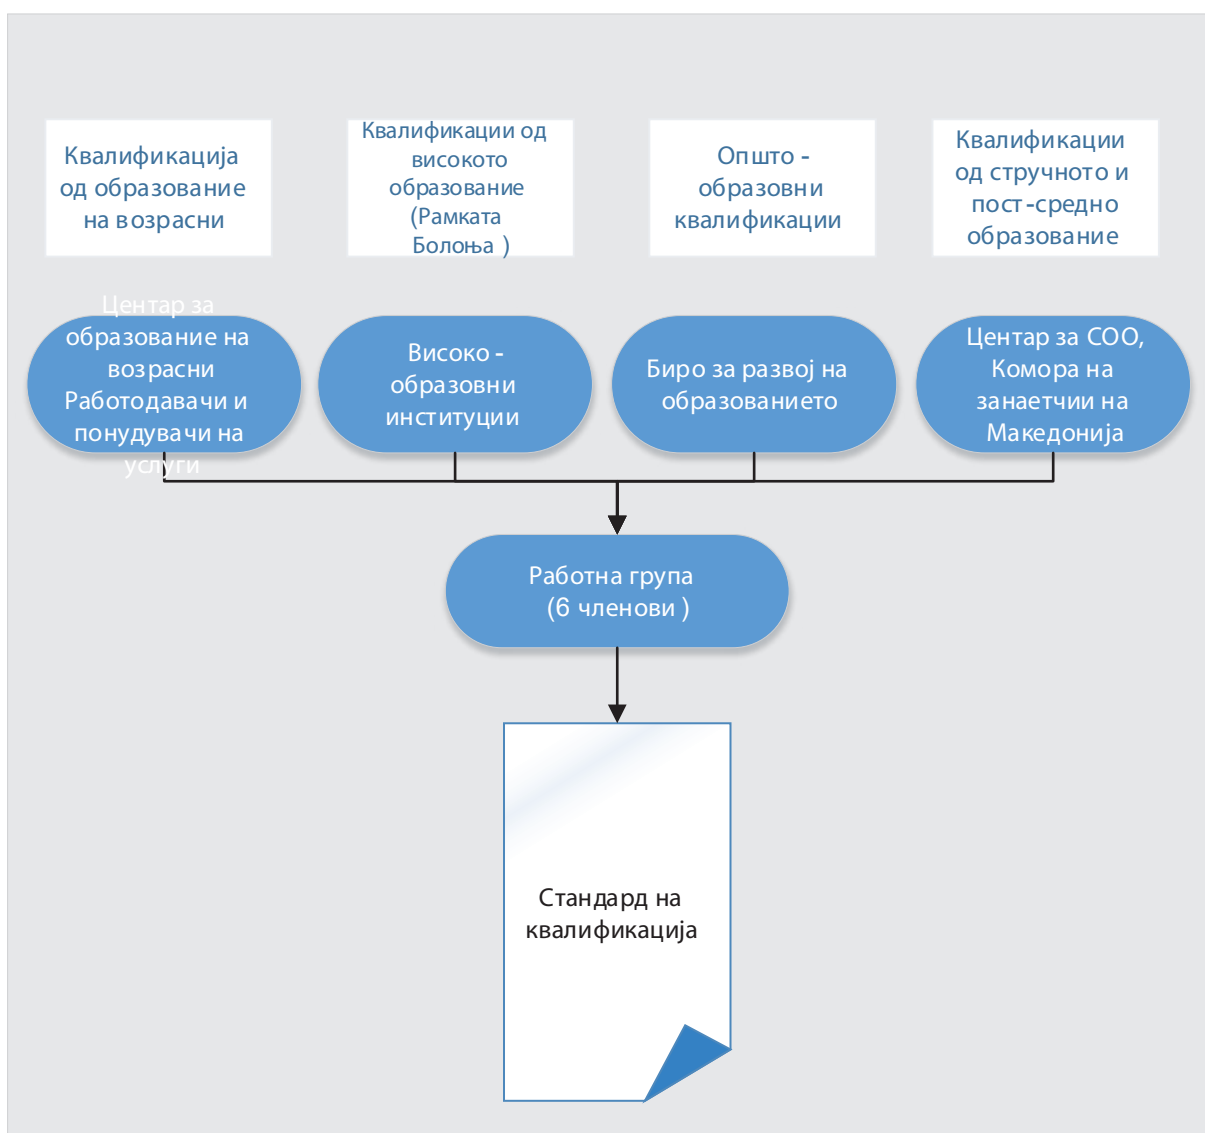 Квалификација
од образование
на возрасни
Квалификации од
високото
образование
(Рамката
Болоња )
Општо -
образовни
квалификации
Квалификации
од стручното и
пост-средно
образование
Центар за
образование на
возрасни
Работодавачи и
понудувачи на
услуги
Високо -
образовни
институции
Биро за развој на
образованието
Центар за СОО,
Комора на
занаетчии на
Македонија
Работна група
(6 членови )
Стандард на
квалификација